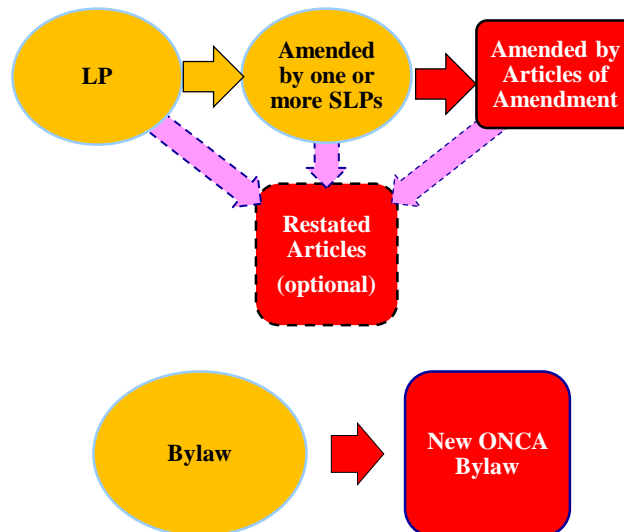 LP
Amended
by one or
more SLPs
Amended by
Articles of
Amendment
Restated
Articles
(optional)
Bylaw
New ONCA
Bylaw